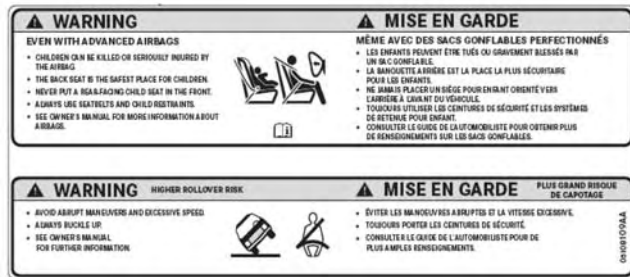 WARNING
EVEN WITH ADVANCED AIRBAGS
• CHILDREN CAN BE KILLED OR SERIOUSLY INJURED BY
THE AIRBAG.
• THE BACK SEAT IS THE SAFEST PLACE FOR CHILDREN.
• NEVER PUT A REAR-FACING CHILD SEAT IN THE FRONT.
• ALWAYS USE SEATBELTS AND CHILD RESTRAINTS.
• SEE OWNER'S MANUAL FOR MORE INFORMATION ABOUT
AIRBAGS.
MISE EN GARDE
MÊME AVEC DES SACS GONFLABLES PERFECTIONNÉS
• LES ENFANTS PEUVENT ÊTRE TUÉS OU GRAVEMENT BLESSÉS PAR
UN SAC GONFLABLE.
• LA BANQUETTE ARRIÈRE EST LA PLACE LA PLUS SÉCURITAIRE
POUR LES ENFANTS.
• NE JAMAIS PLACER UN SIÈGE POUR ENFANT ORIENTÉ VERS
L'ARRIÈRE À L'AVANT DU VÉHICULE.
• TOUJOURS UTILISER LES CEINTURES DE SÉCURITÉ ET LES SYSTÈMES
DE RETENUE POUR ENFANT.
• CONSULTER LE GUIDE DE L'AUTOMOBILISTE POUR OBTENIR PLUS
DE RENSEIGNEMENTS SUR LES SACS GONFLABLES.
WARNING HIGHER ROLLOVER RISK
• AVOID ABRUPT MANEUVERS AND EXCESSIVE SPEED.
• ALWAYS BUCKLE UP.
• SEE OWNER'S MANUAL
FOR FURTHER INFORMATION.
MISE EN GARDE PLUS GRAND RISQUE
DE CAPOTAGE
• ÉVITER LES MANOEUVRES ABRUPTES ET LA VITESSE EXCESSIVE.
• TOUJOURS PORTER LES CEINTURES DE SÉCURITÉ.
• CONSULTER LE GUIDE DE L'AUTOMOBILISTE POUR DE
PLUS AMPLES RENSEIGNEMENTS.